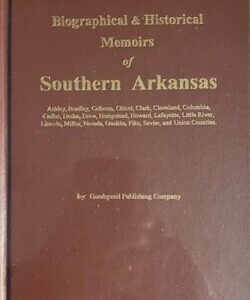 Biographical & Historical
Memoirs
of
Southern Arkansas
Ashley, Bradley, Calhoun, Chicot, Clark, Cleveland, Columbia,
Dallas, Desha, Drew, Hempstead, Howard, Lafayette, Little River,
Lincoln, Miller, Nevada, Ouachita, Pike, Sevier, and Union Counties.
by: Goodspeed Publishing Company